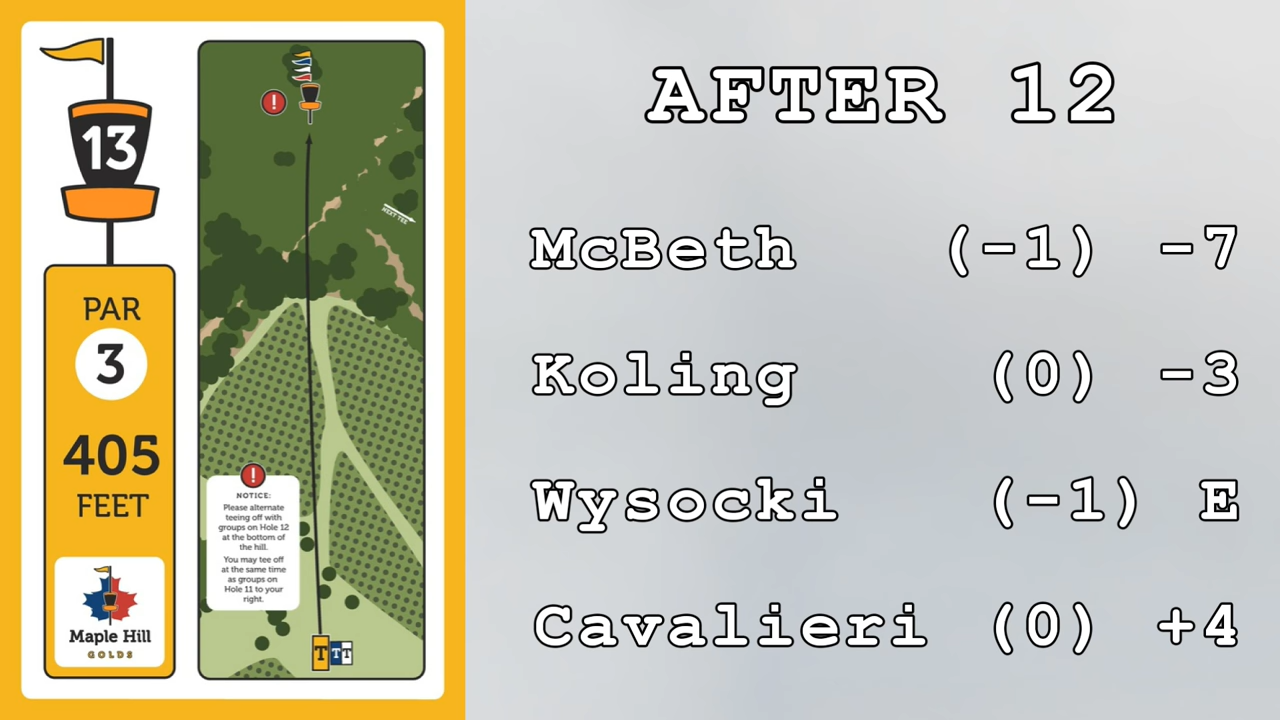 13
PAR
3
405
FEET
Maple Hill
GOLDS
!
NEXT TEE
!
NOTICE:
Please alternate
teeing off with
groups on Hole 12
at the bottom of
the hill.
You may tee off
at the same time
as groups on
Hole 11 to your
right.
T T T
AFTER 12
McBeth (-1) -7
Koling (0) -3
Wysocki (-1) E
Cavalieri (0) +4